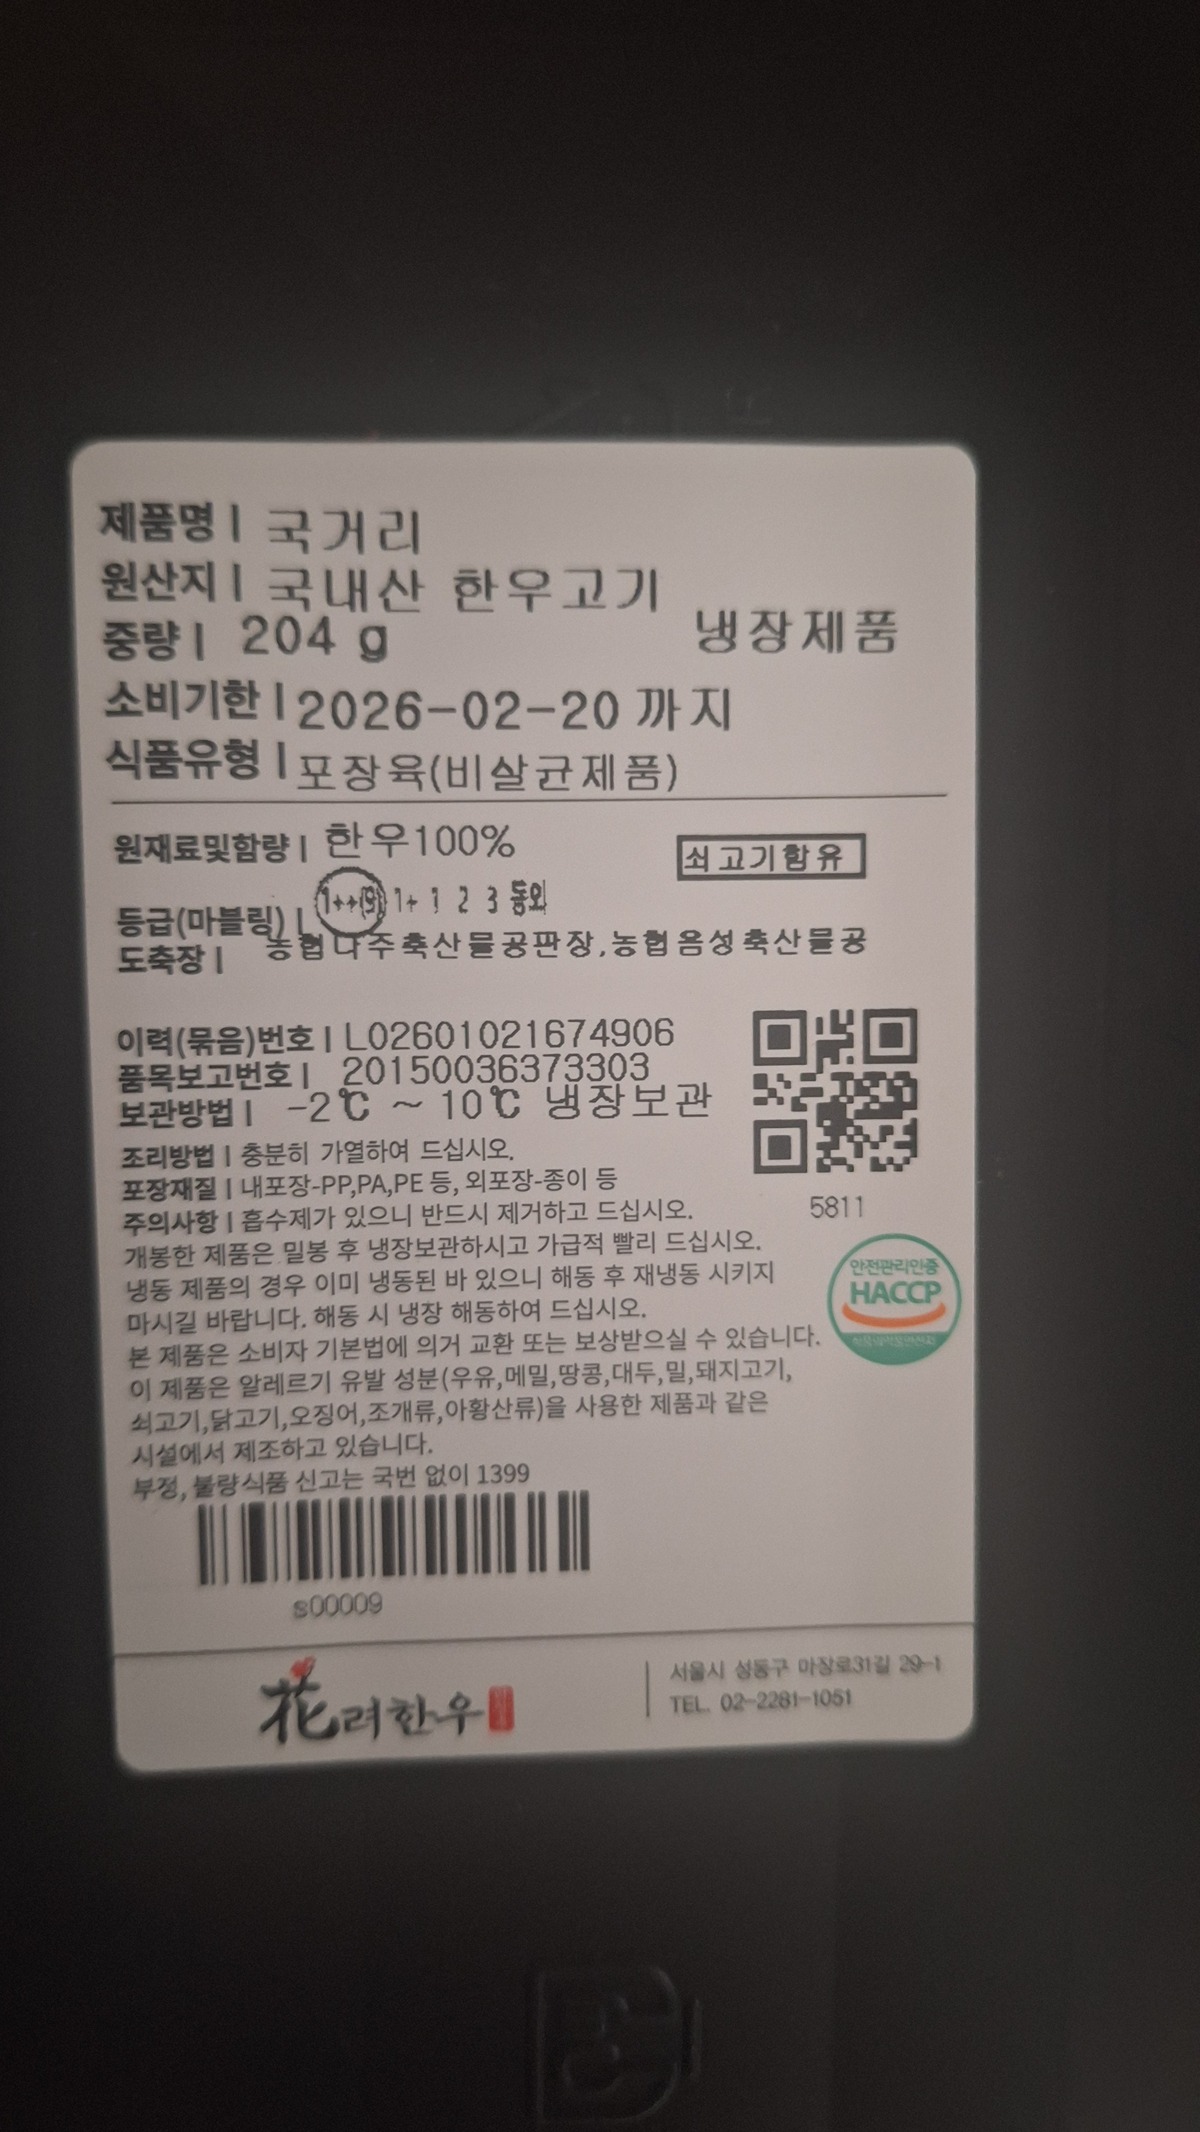 제품명 | 국거리
원산지 | 국내산 한우고기
중량 | 204 g
냉장제품
소비기한 | 2026-02-20 까지
식품유형 | 포장육(비살균제품)
원재료및함량 | 한우100%
쇠고기함유
등급(마블링) | 1++(9) 1+ 1 2 3 등외
도축장 | 농협나주축산물공판장,농협음성축산물공
이력(묶음)번호 | L02601021674906
품목보고번호 | 20150036373303
보관방법 | -2℃ ~ 10℃ 냉장보관
조리방법 | 충분히 가열하여 드십시오.
포장재질 | 내포장-PP,PA,PE 등, 외포장-종이 등
주의사항 | 흡수제가 있으니 반드시 제거하고 드십시오.
5811
개봉한 제품은 밀봉 후 냉장보관하시고 가급적 빨리 드십시오.
냉동 제품의 경우 이미 냉동된 바 있으니 해동 후 재냉동 시키지
마시길 바랍니다. 해동 시 냉장 해동하여 드십시오.
안전관리인증
HACCP
본 제품은 소비자 기본법에 의거 교환 또는 보상받으실 수 있습니다.
이 제품은 알레르기 유발 성분(우유,메밀,땅콩,대두,밀,돼지고기,
쇠고기,닭고기,오징어,조개류,아황산류)을 사용한 제품과 같은
시설에서 제조하고 있습니다.
부정, 불량식품 신고는 국번 없이 1399
s00009
花려한우
서울시 성동구 마장로31길 29-1
TEL. 02-2281-1051